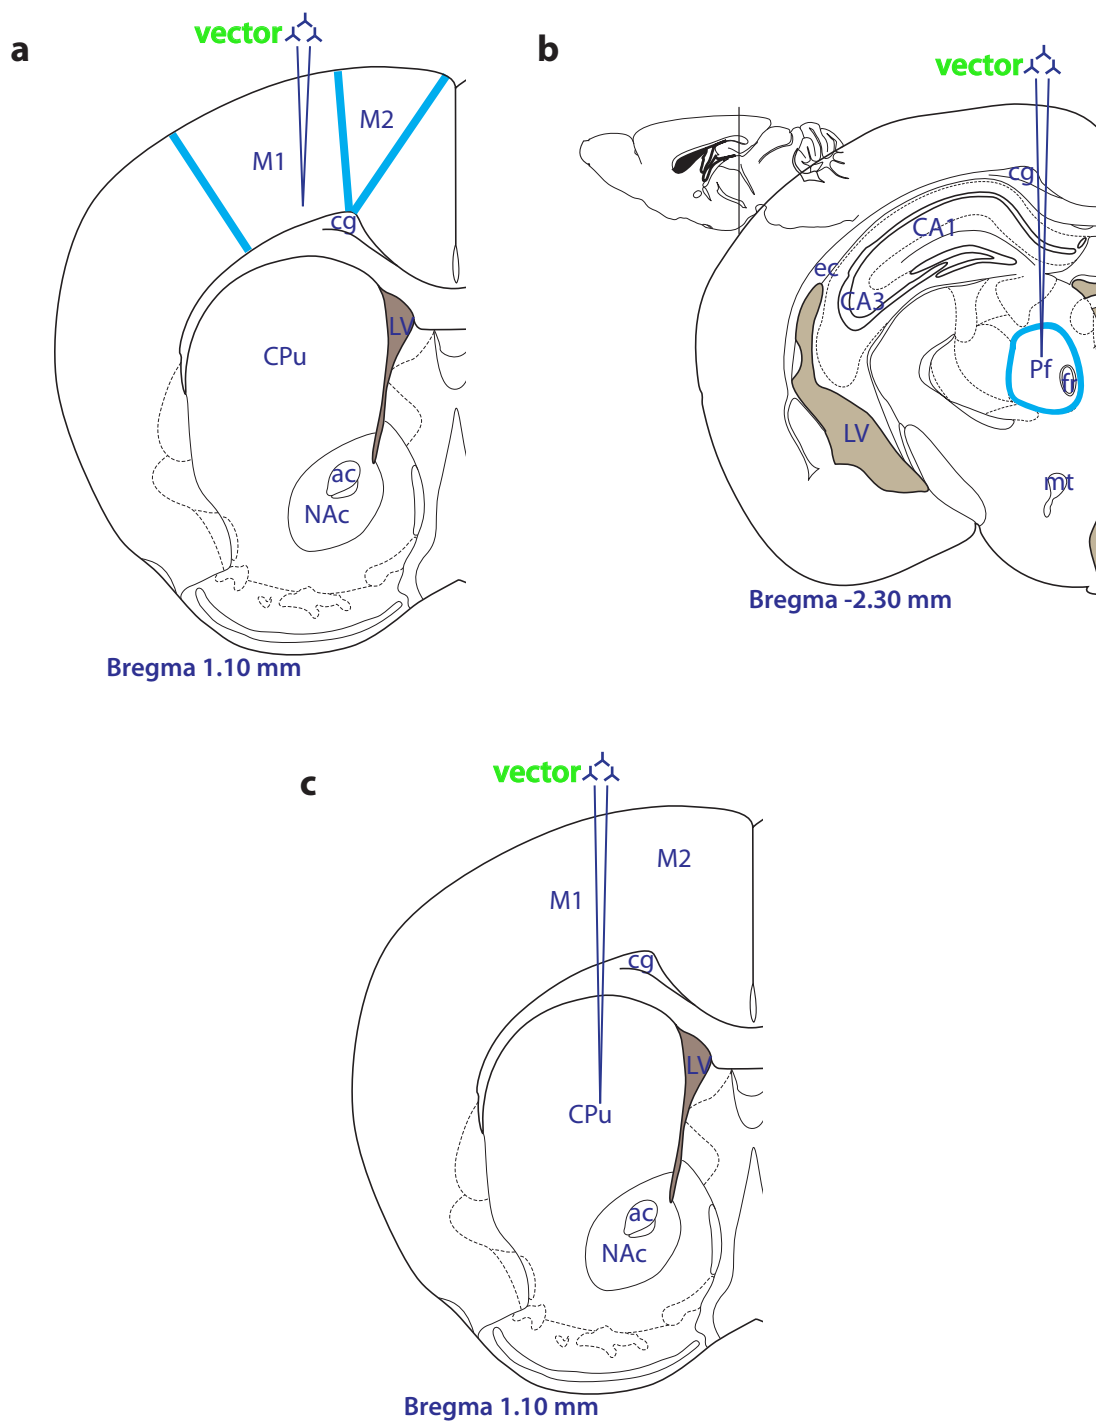 a
vector
M2
M1
cg
LV
CPu
ac
NAc
Bregma 1.10 mm
b
vector
cg
CA1
ec
CA3
Pf
fr
LV
mt
Bregma -2.30 mm
c
vector
M2
M1
cg
LV
CPu
ac
NAc
Bregma 1.10 mm